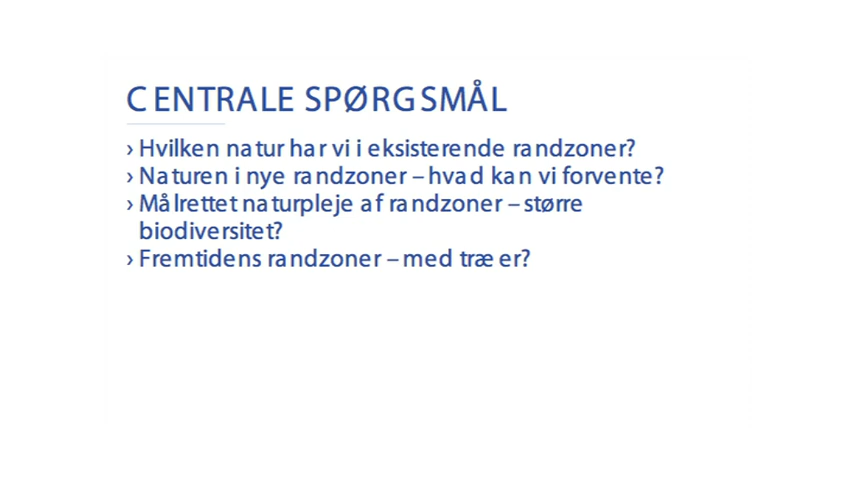 CENTRALE SPØRGSMÅL
› Hvilken natur har vi i eksisterende randzoner?
› Naturen i nye randzoner – hvad kan vi forvente?
› Målrettet naturpleje af randzoner – større
biodiversitet?
› Fremtidens randzoner – med træer?